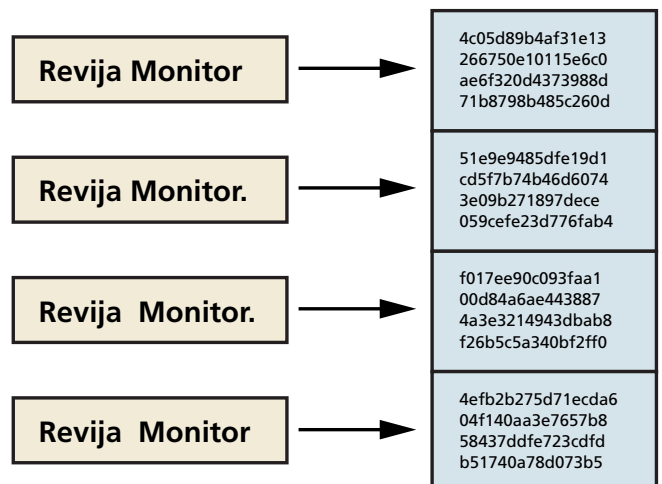 Revija Monitor
4c05d89b4af31e13
266750e10115e6c0
ae6f320d4373988d
71b8798b485c260d
Revija Monitor.
51e9e9485dfe19d1
cd5f7b74b46d6074
3e09b271897dece
059cefe23d776fab4
Revija  Monitor.
f017ee90c093faa1
00d84a6ae443887
4a3e3214943dbab8
f26b5c5a340bf2ff0
Revija  Monitor
4efb2b275d71ecda6
04f140aa3e7657b8
58437ddfe723cdfd
b51740a78d073b5